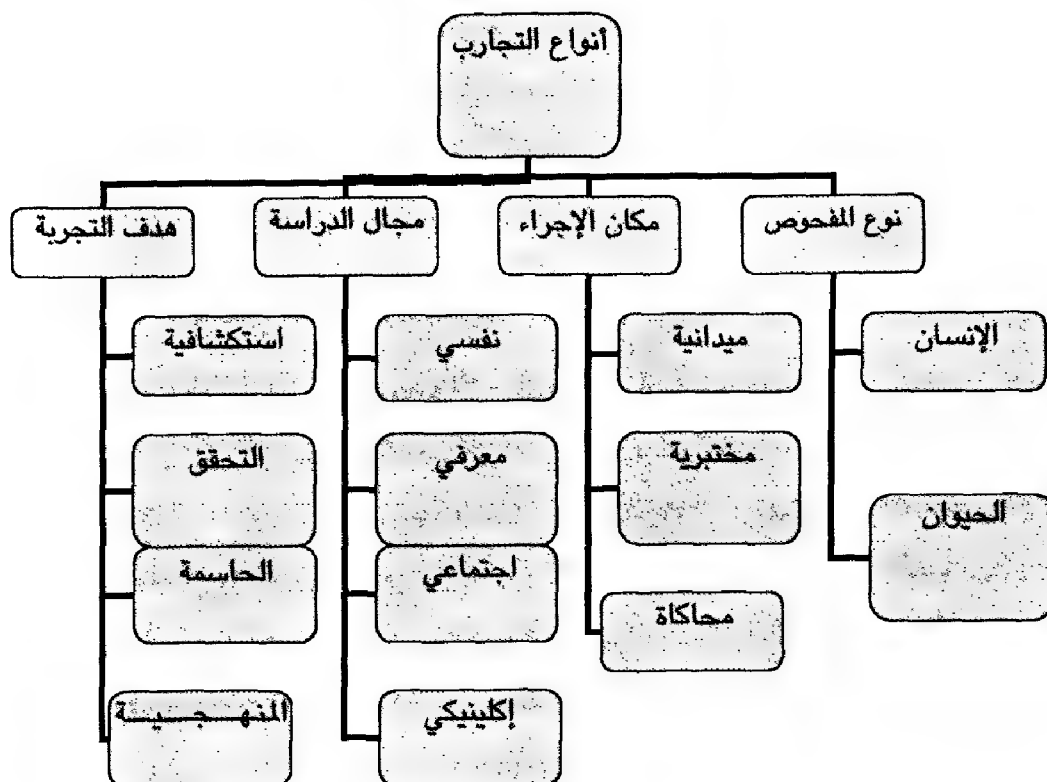 أنواع التجارب
نوع المفحوص
مكان الإجراء
مجال الدراسة
هدف التجربة
الإنسان
ميدانية
نفسي
استكشافية
الحيوان
مختبرية
معرفي
التحقق
محاكاة
اجتماعي
الحاسمة
إكلينيكي
المنهجية